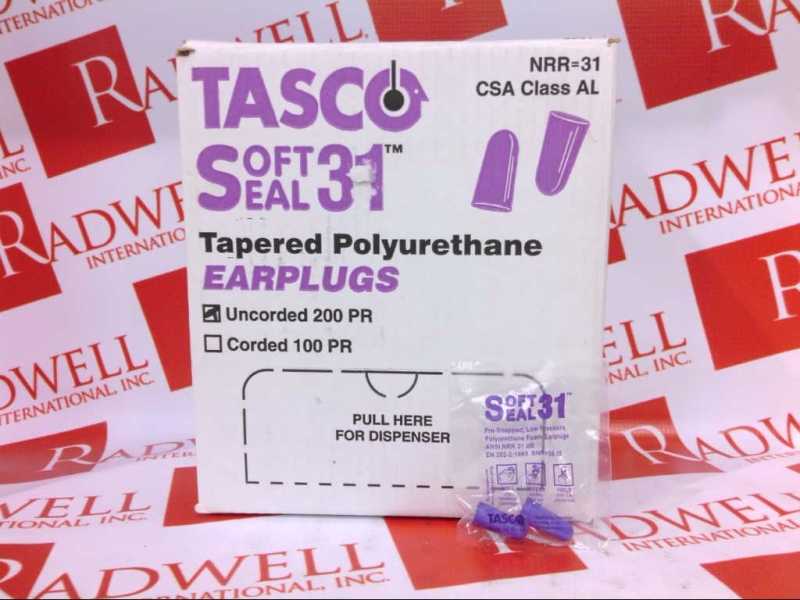 TASCO
NRR=31
CSA Class AL
SOFT SEAL 31™
Tapered Polyurethane
EARPLUGS
Uncorded 200 PR
Corded 100 PR
PULL HERE
FOR DISPENSER
SOFT SEAL 31™
Pre-Shaped, Low Pressure
Polyurethane Foam Earplugs
ANSI NRR 31 dB
HOLD
TASCO
RADWELL
INTERNATIONAL, INC.